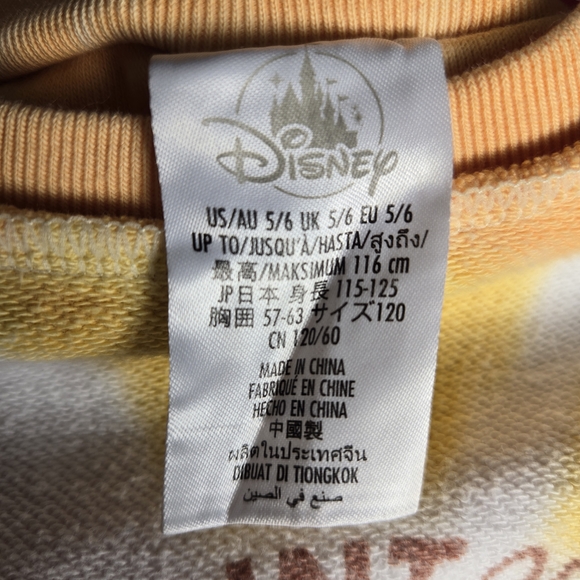 Disney
US/AU 5/6 UK 5/6 EU 5/6
UP TO/JUSQU'À/HASTA/สูงถึง/
最高/MAKSIMUM 116 cm
JP日本 身長 115-125
胸囲 57-63 サイズ120
CN 120/60
MADE IN CHINA
FABRIQUÉ EN CHINE
HECHO EN CHINA
中國製
ผลิตในประเทศจีน
DIBUAT DI TIONGKOK
صنع في الصين